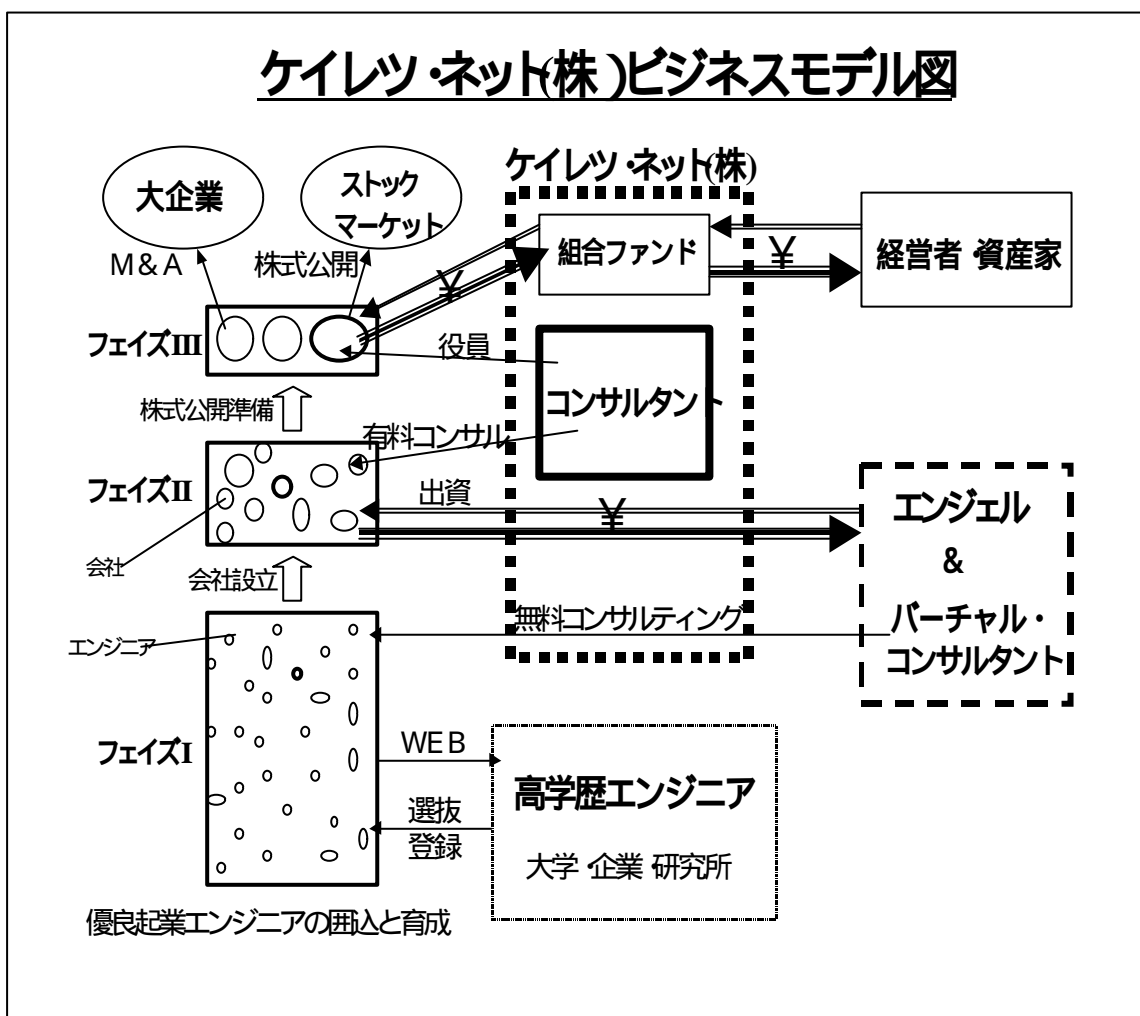 ケイレツ・ネット(株)ビジネスモデル図
ケイレツ・ネット(株)
大企業
ストック
マーケット
組合ファンド
経営者・資産家
M&A
株式公開
¥
¥
フェイズIII
役員
コンサルタント
株式公開準備
有料コンサル
フェイズII
出資
¥
エンジェル
&
バーチャル・
コンサルタント
会社
会社設立
無料コンサルティング
エンジニア
フェイズI
WEB
高学歴エンジニア
選抜
登録
大学・企業・研究所
優良起業エンジニアの囲込と育成